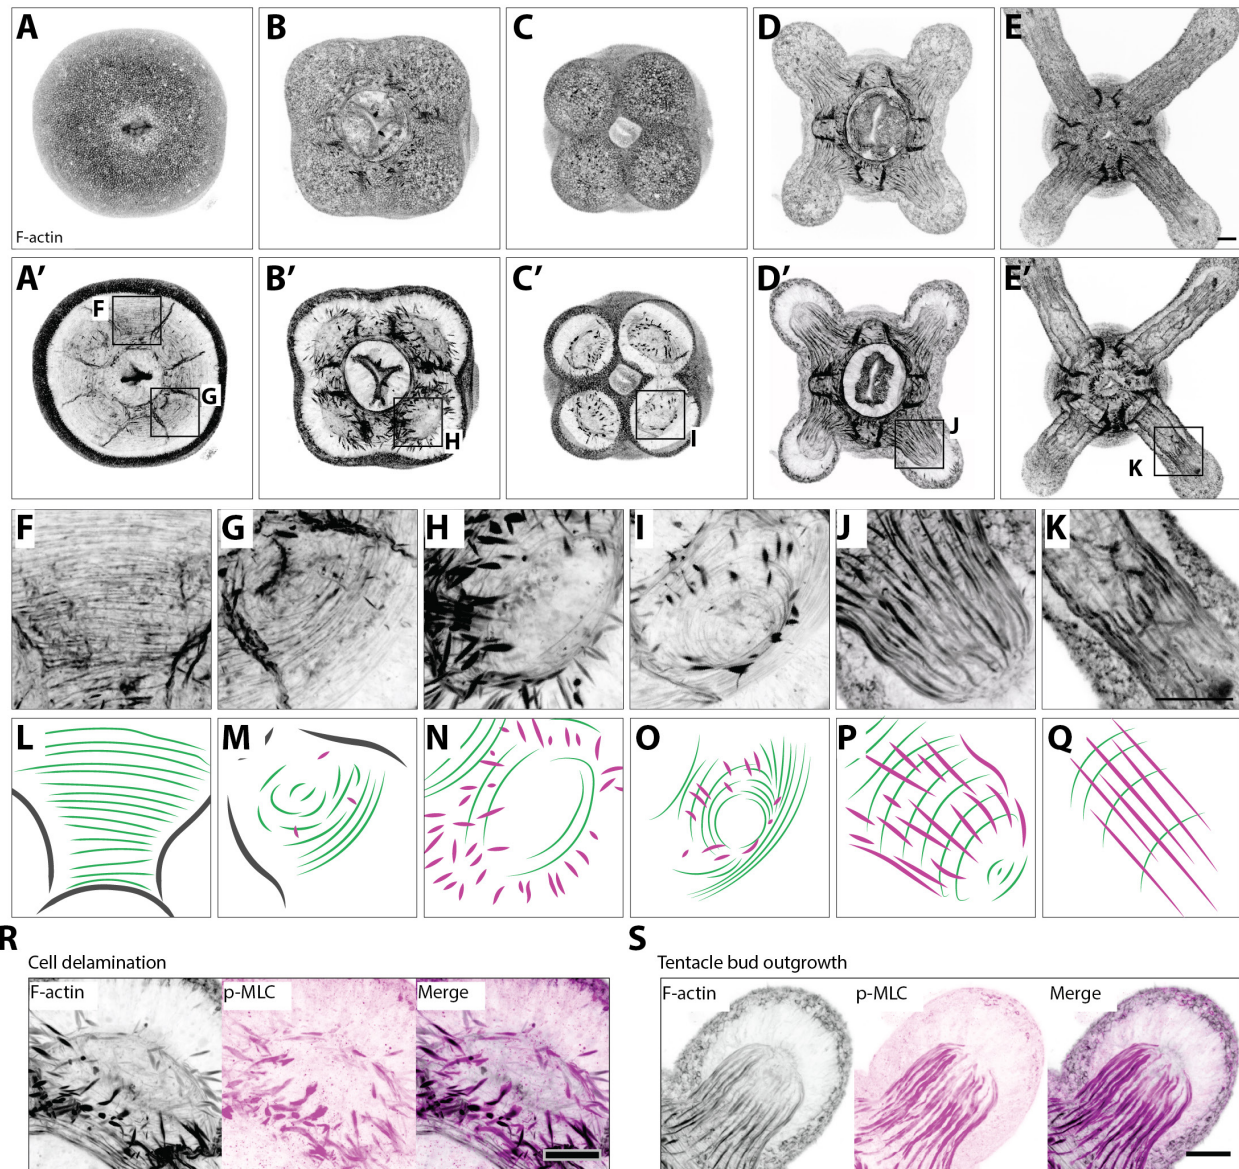 A
B
C
D
E
F-actin
A′
B′
C′
D′
E′
F
G
H
I
J
K
F
G
H
I
J
K
L
M
N
O
P
Q
R
S
Cell delamination
Tentacle bud outgrowth
F-actin
p-MLC
Merge
F-actin
p-MLC
Merge